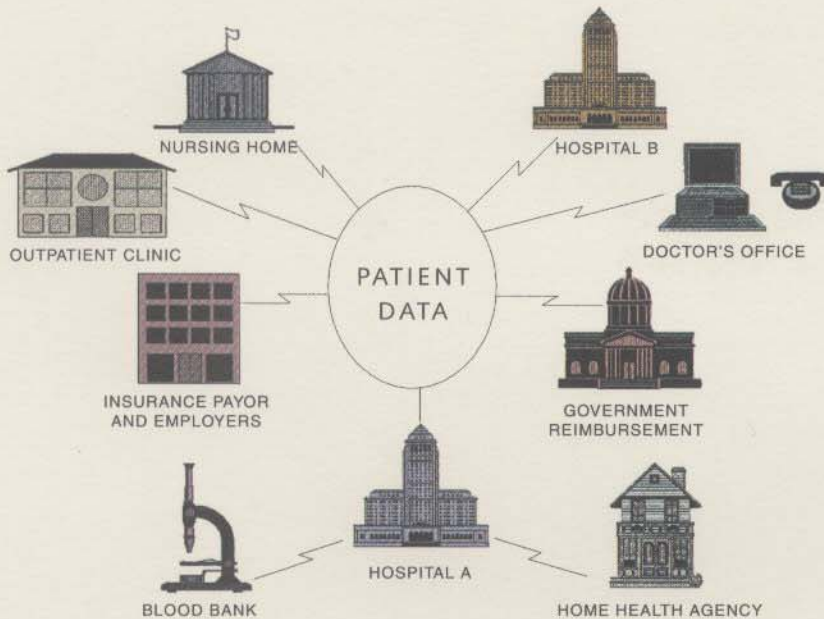 NURSING HOME
HOSPITAL B
OUTPATIENT CLINIC
DOCTOR'S OFFICE
PATIENT
DATA
INSURANCE PAYOR
AND EMPLOYERS
GOVERNMENT
REIMBURSEMENT
HOSPITAL A
BLOOD BANK
HOME HEALTH AGENCY